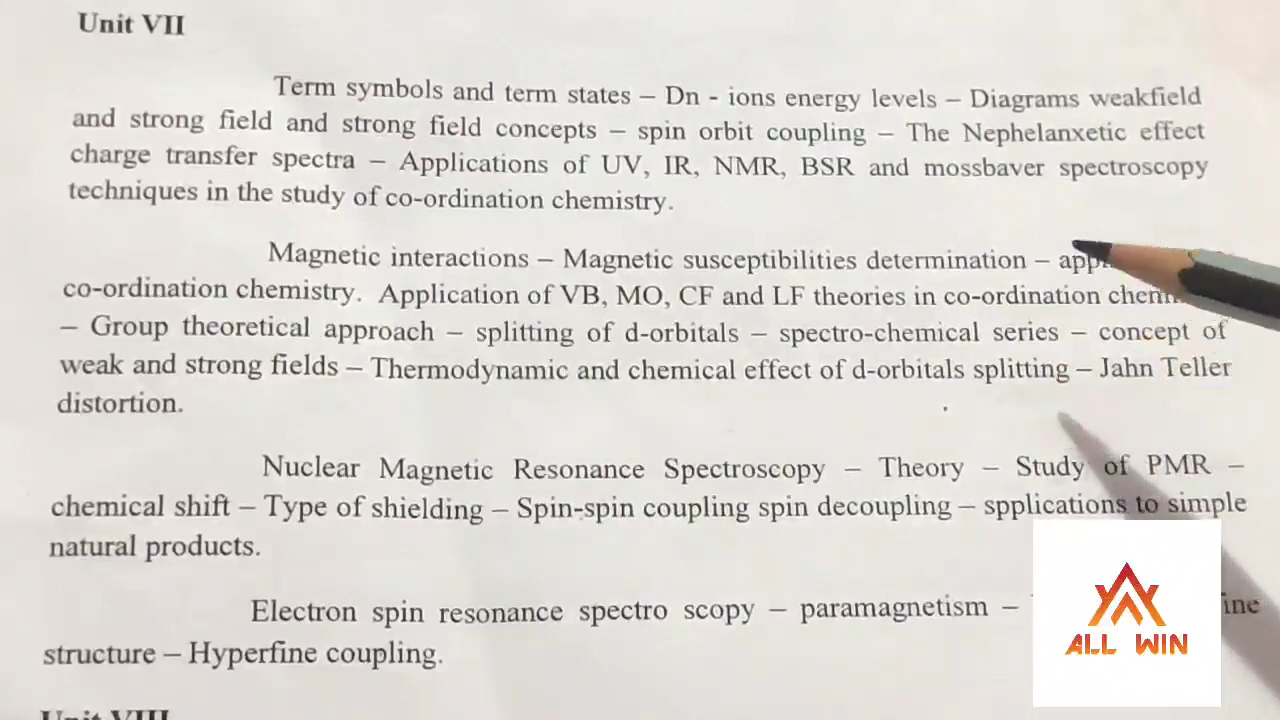 Unit VII
Term symbols and term states – Dn - ions energy levels – Diagrams weakfield
and strong field and strong field concepts – spin orbit coupling – The Nephelanxetic effect
charge transfer spectra – Applications of UV, IR, NMR, BSR and mossbaver spectroscopy
techniques in the study of co-ordination chemistry.
Magnetic interactions – Magnetic susceptibilities determination –
co-ordination chemistry. Application of VB, MO, CF and LF theories in co-ordination
– Group theoretical approach – splitting of d-orbitals – spectro-chemical series – concept of
weak and strong fields – Thermodynamic and chemical effect of d-orbitals splitting – Jahn Teller
distortion.
Nuclear Magnetic Resonance Spectroscopy – Theory – Study of PMR –
chemical shift – Type of shielding – Spin-spin coupling spin decoupling – spplications to simple
natural products.
Electron spin resonance spectro scopy – paramagnetism –
structure – Hyperfine coupling.
Unit VIII
ALL WIN